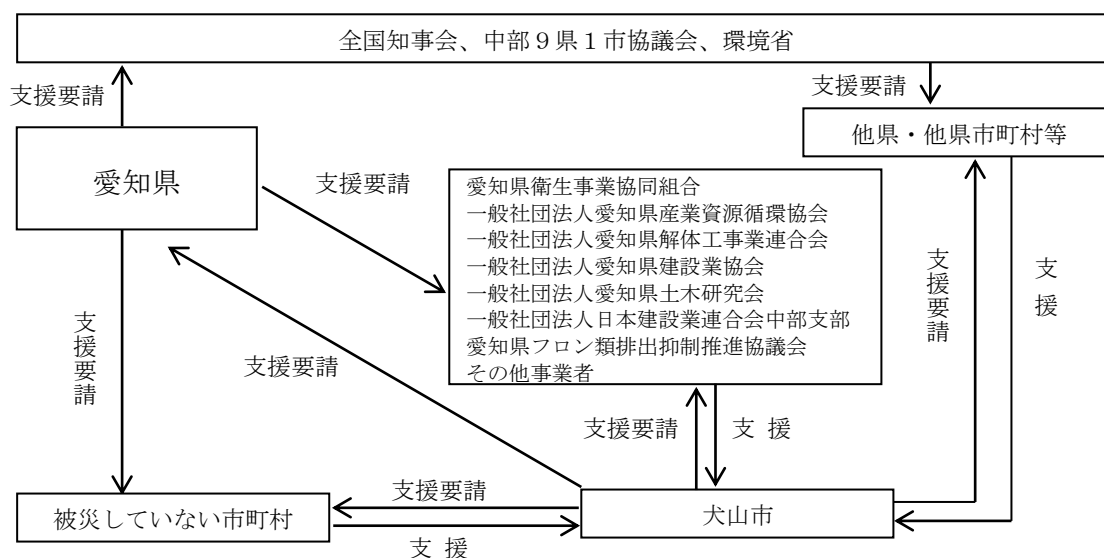 全国知事会、中部９県１市協議会、環境省
支援要請
支援要請
他県・他県市町村等
愛知県
支援要請
愛知県衛生事業協同組合
一般社団法人愛知県産業資源循環協会
一般社団法人愛知県解体工事業連合会
一般社団法人愛知県建設業協会
一般社団法人愛知県土木研究会
一般社団法人日本建設業連合会中部支部
愛知県フロン類排出抑制推進協議会
その他事業者
支援要請
支 援
支援要請
支援要請
支援要請
支 援
支援要請
被災していない市町村
犬山市
支 援